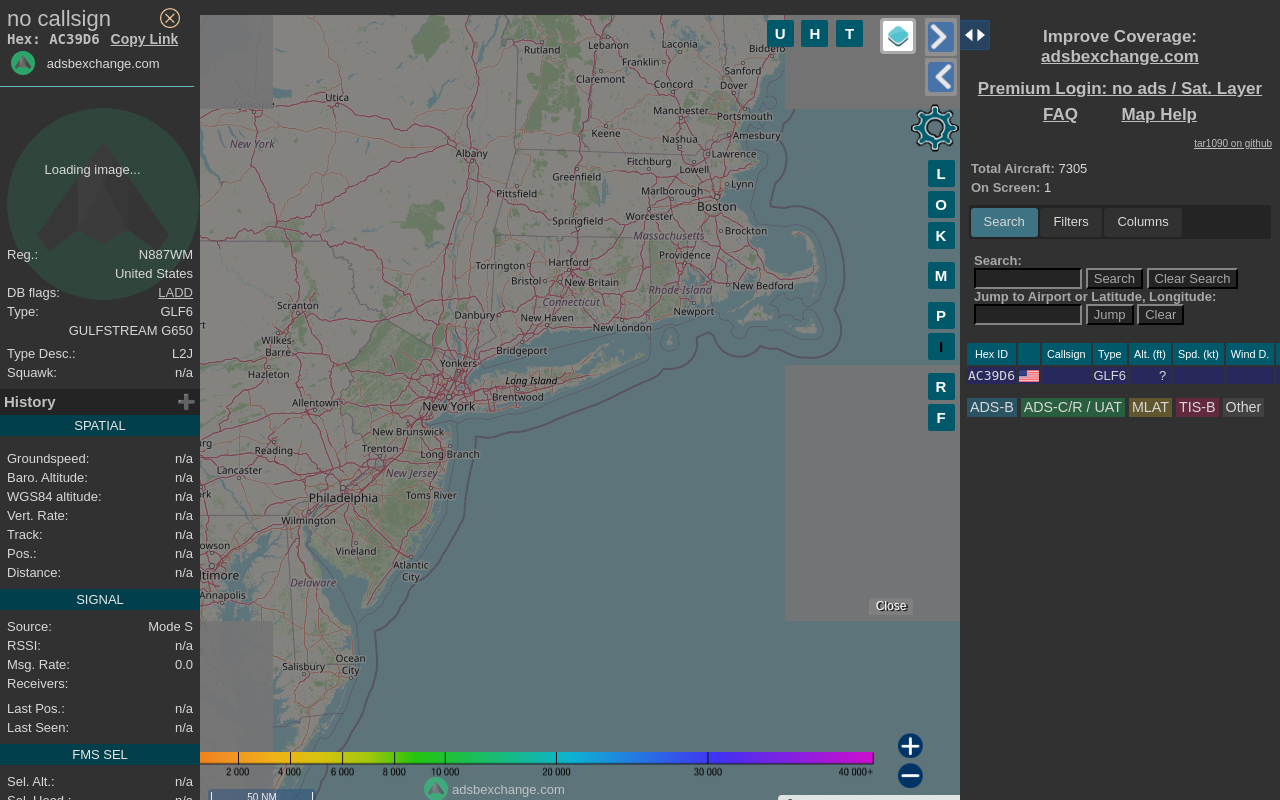 no callsign
Hex: AC39D6 Copy Link
adsbexchange.com
Loading image...
Reg.: N887WM
United States
DB flags: LADD
Type: GLF6
GULFSTREAM G650
Type Desc.: L2J
Squawk: n/a
History
SPATIAL
Groundspeed: n/a
Baro. Altitude: n/a
WGS84 altitude: n/a
Vert. Rate: n/a
Track: n/a
Pos.: n/a
Distance: n/a
SIGNAL
Source: Mode S
RSSI: n/a
Msg. Rate: 0.0
Receivers:
Last Pos.: n/a
Last Seen: n/a
FMS SEL
Sel. Alt.: n/a
U H T
Rutland
Lebanon
Laconia
Franklin
Claremont
Sanford
Concord
Dover
Utica
Manchester
Portsmouth
Keene
Amesbury
New York
Nashua
Albany
Fitchburg
Lawrence
Lowell
Greenfield
Lynn
Pittsfield
Marlborough
Boston
Springfield
Worcester
Brockton
Massachusetts
Providence
Torrington
Hartford
Bristol
New Britain
Rhode Island
New Bedford
Scranton
Connecticut
Danbury
New Haven
New London
Newport
Wilkes-
Barre
Bridgeport
Hazleton
Yonkers
Long Island
Allentown
New York
Brentwood
New Brunswick
Reading
Trenton
Long Branch
Lancaster
New Jersey
Philadelphia
Toms River
Wilmington
Vineland
Atlantic
City
ltimore
Delaware
Annapolis
Salisbury
Ocean
City
L
O
K
M
P
I
R
F
Close
2 000 4 000 6 000 8 000 10 000 20 000 30 000 40 000+
adsbexchange.com
50 NM
Improve Coverage:
adsbexchange.com
Premium Login: no ads / Sat. Layer
FAQ Map Help
tar1090 on github
Total Aircraft: 7305
On Screen: 1
Search Filters Columns
Search:
Search Clear Search
Jump to Airport or Latitude, Longitude:
Jump Clear
Hex ID Callsign Type Alt. (ft) Spd. (kt) Wind D.
AC39D6 GLF6 ?
ADS-B ADS-C/R / UAT MLAT TIS-B Other